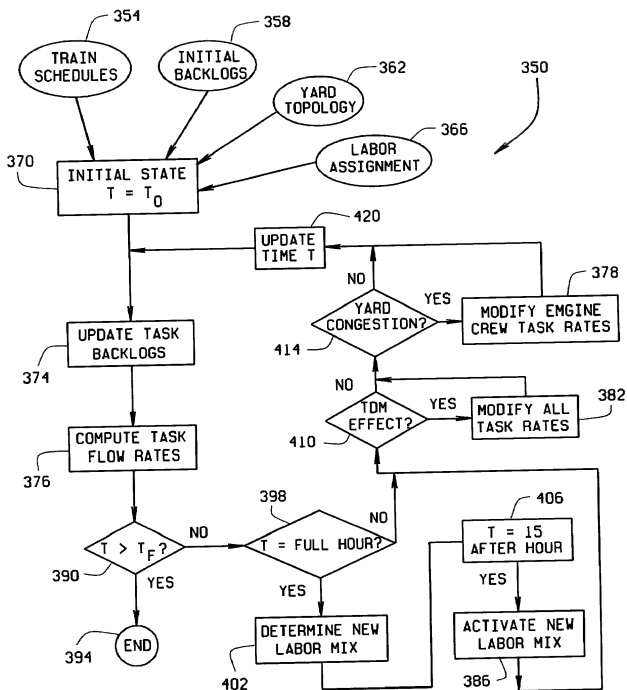 354
TRAIN
SCHEDULES
358
INITIAL
BACKLOGS
362
YARD
TOPOLOGY
350
366
LABOR
ASSIGNMENT
370
INITIAL STATE
T = T0
420
UPDATE
TIME T
NO
YARD
CONGESTION?
414
YES
378
MODIFY EMGINE
CREW TASK RATES
UPDATE TASK
BACKLOGS
374
NO
TDM
EFFECT?
410
YES
MODIFY ALL
TASK RATES
382
COMPUTE TASK
FLOW RATES
376
T > TF?
390
NO
YES
398
T = FULL HOUR?
NO
YES
406
T = 15
AFTER HOUR
YES
END
394
DETERMINE NEW
LABOR MIX
402
ACTIVATE NEW
LABOR MIX
386